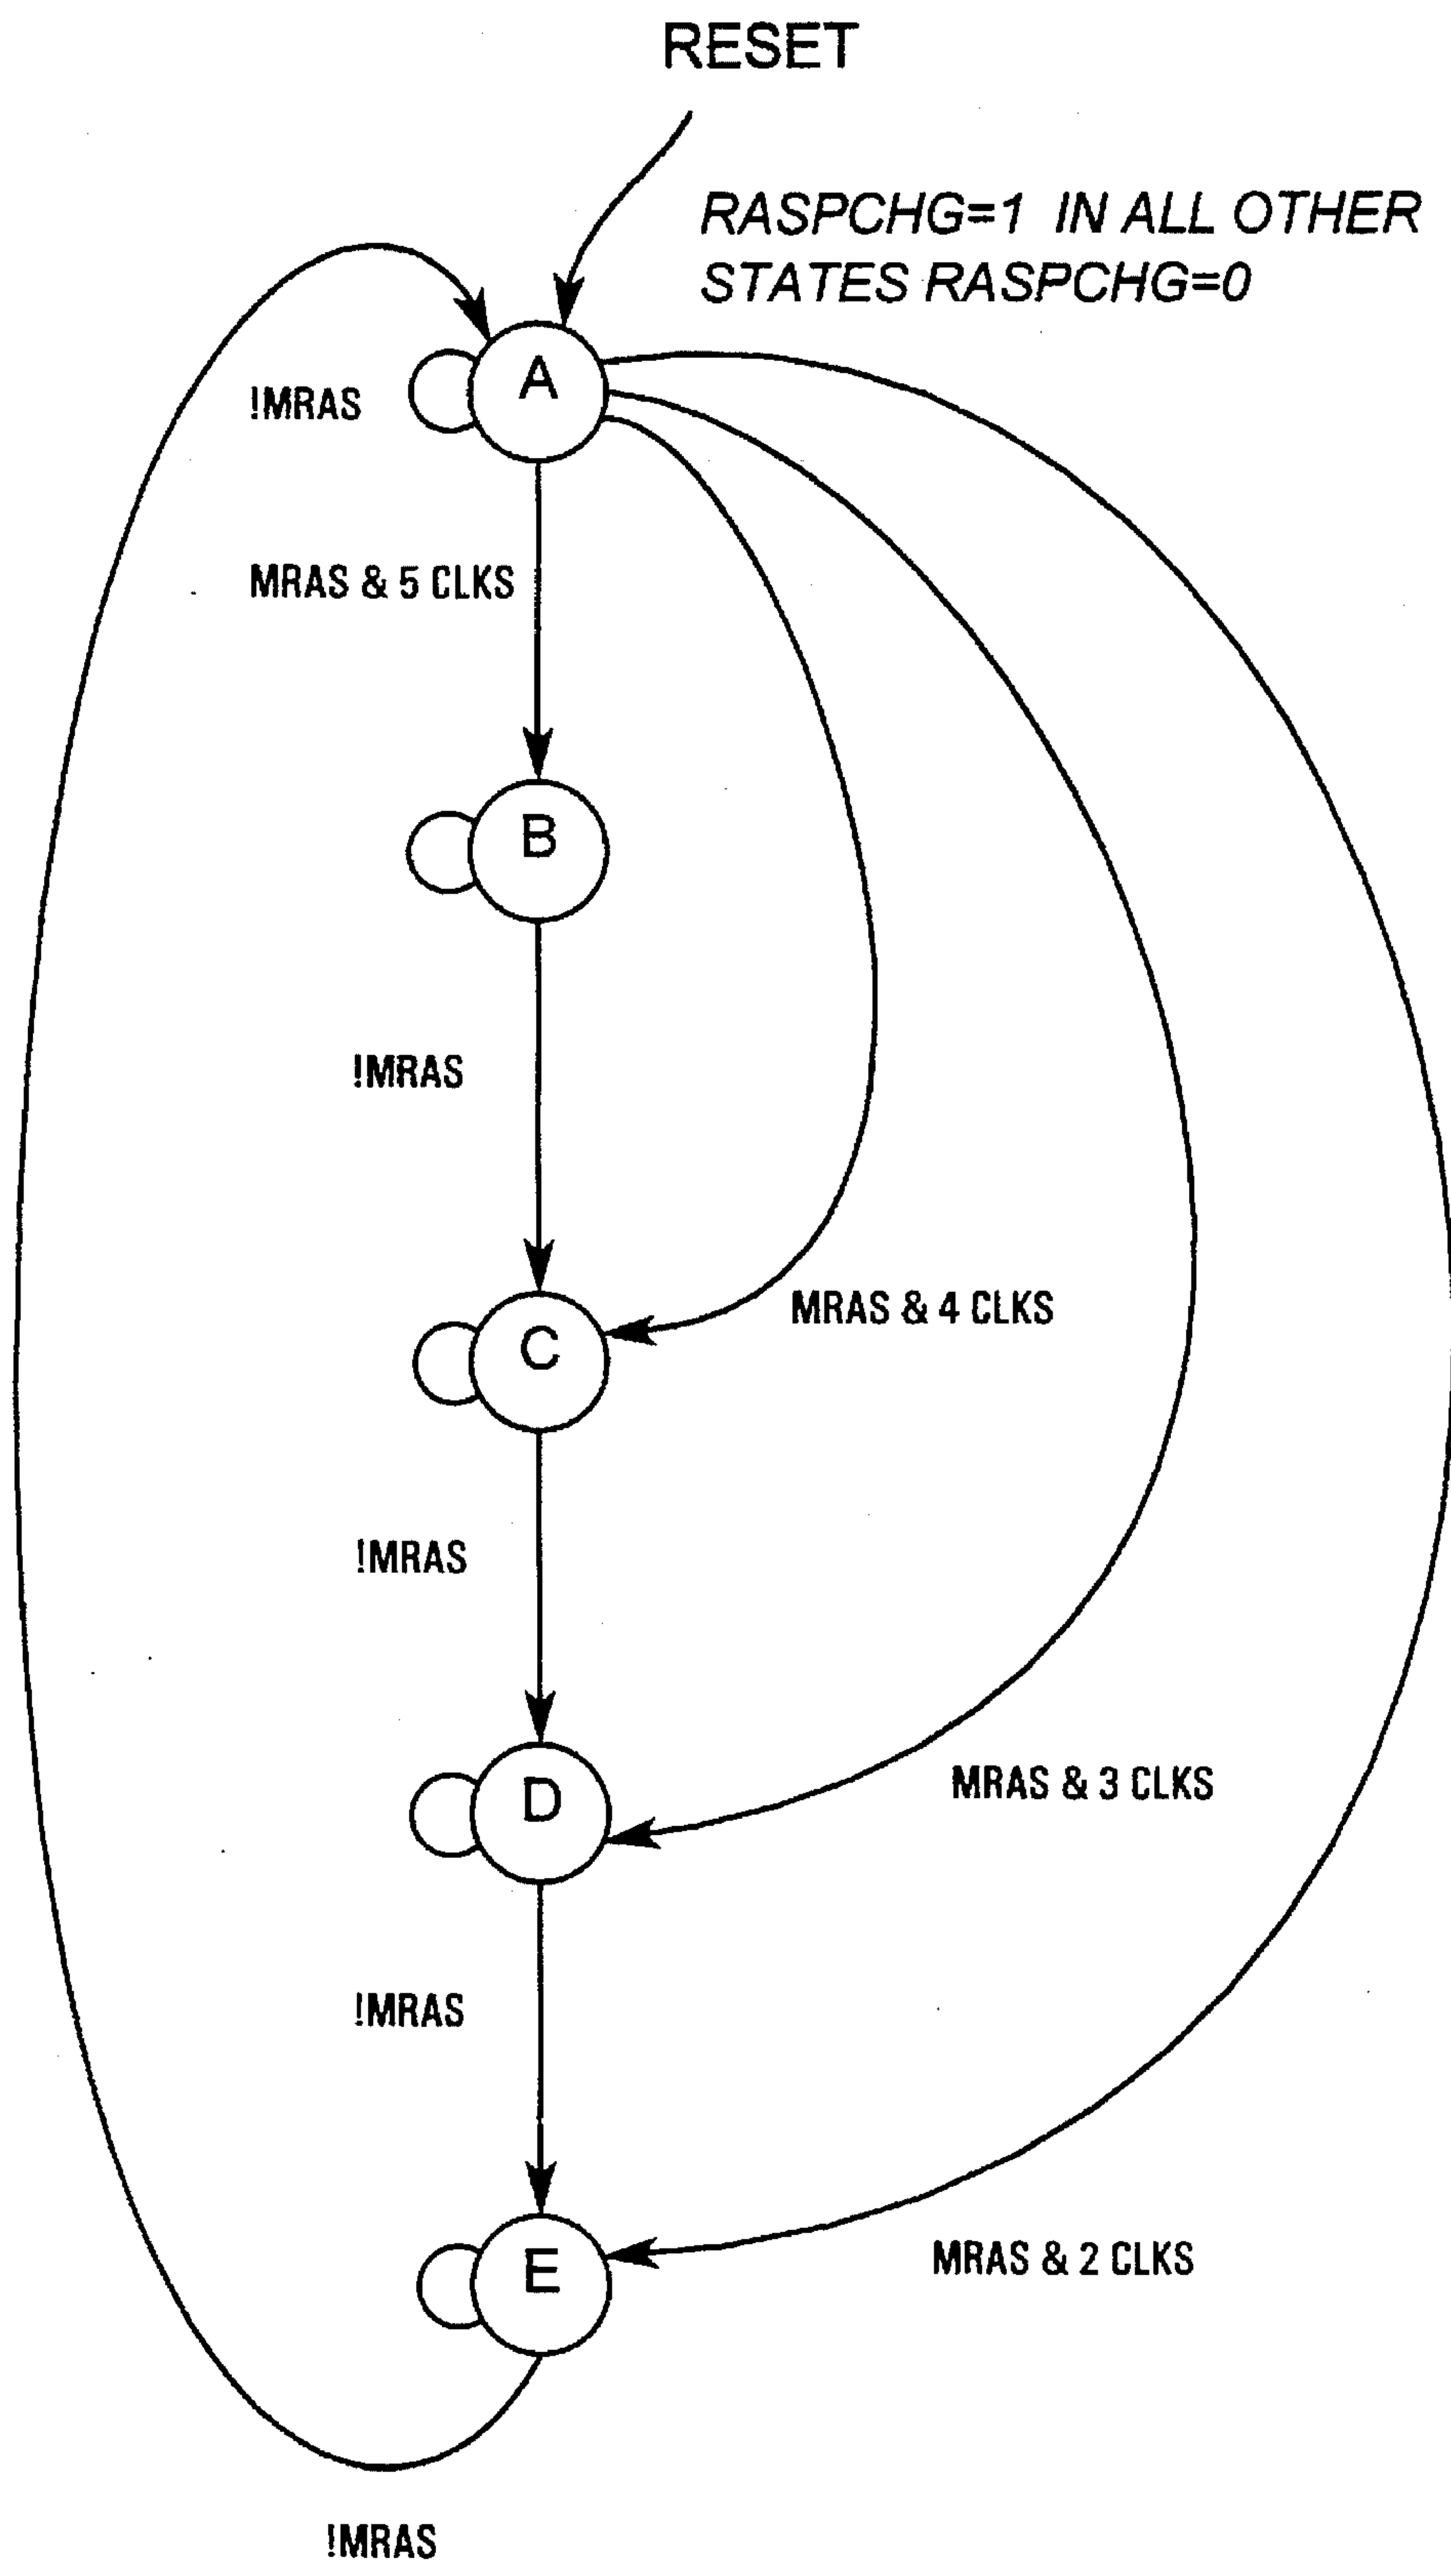 RESET
RASPCHG=1 IN ALL OTHER
STATES RASPCHG=0
A
!MRAS
MRAS & 5 CLKS
B
!MRAS
MRAS & 4 CLKS
C
!MRAS
MRAS & 3 CLKS
D
!MRAS
MRAS & 2 CLKS
E
!MRAS